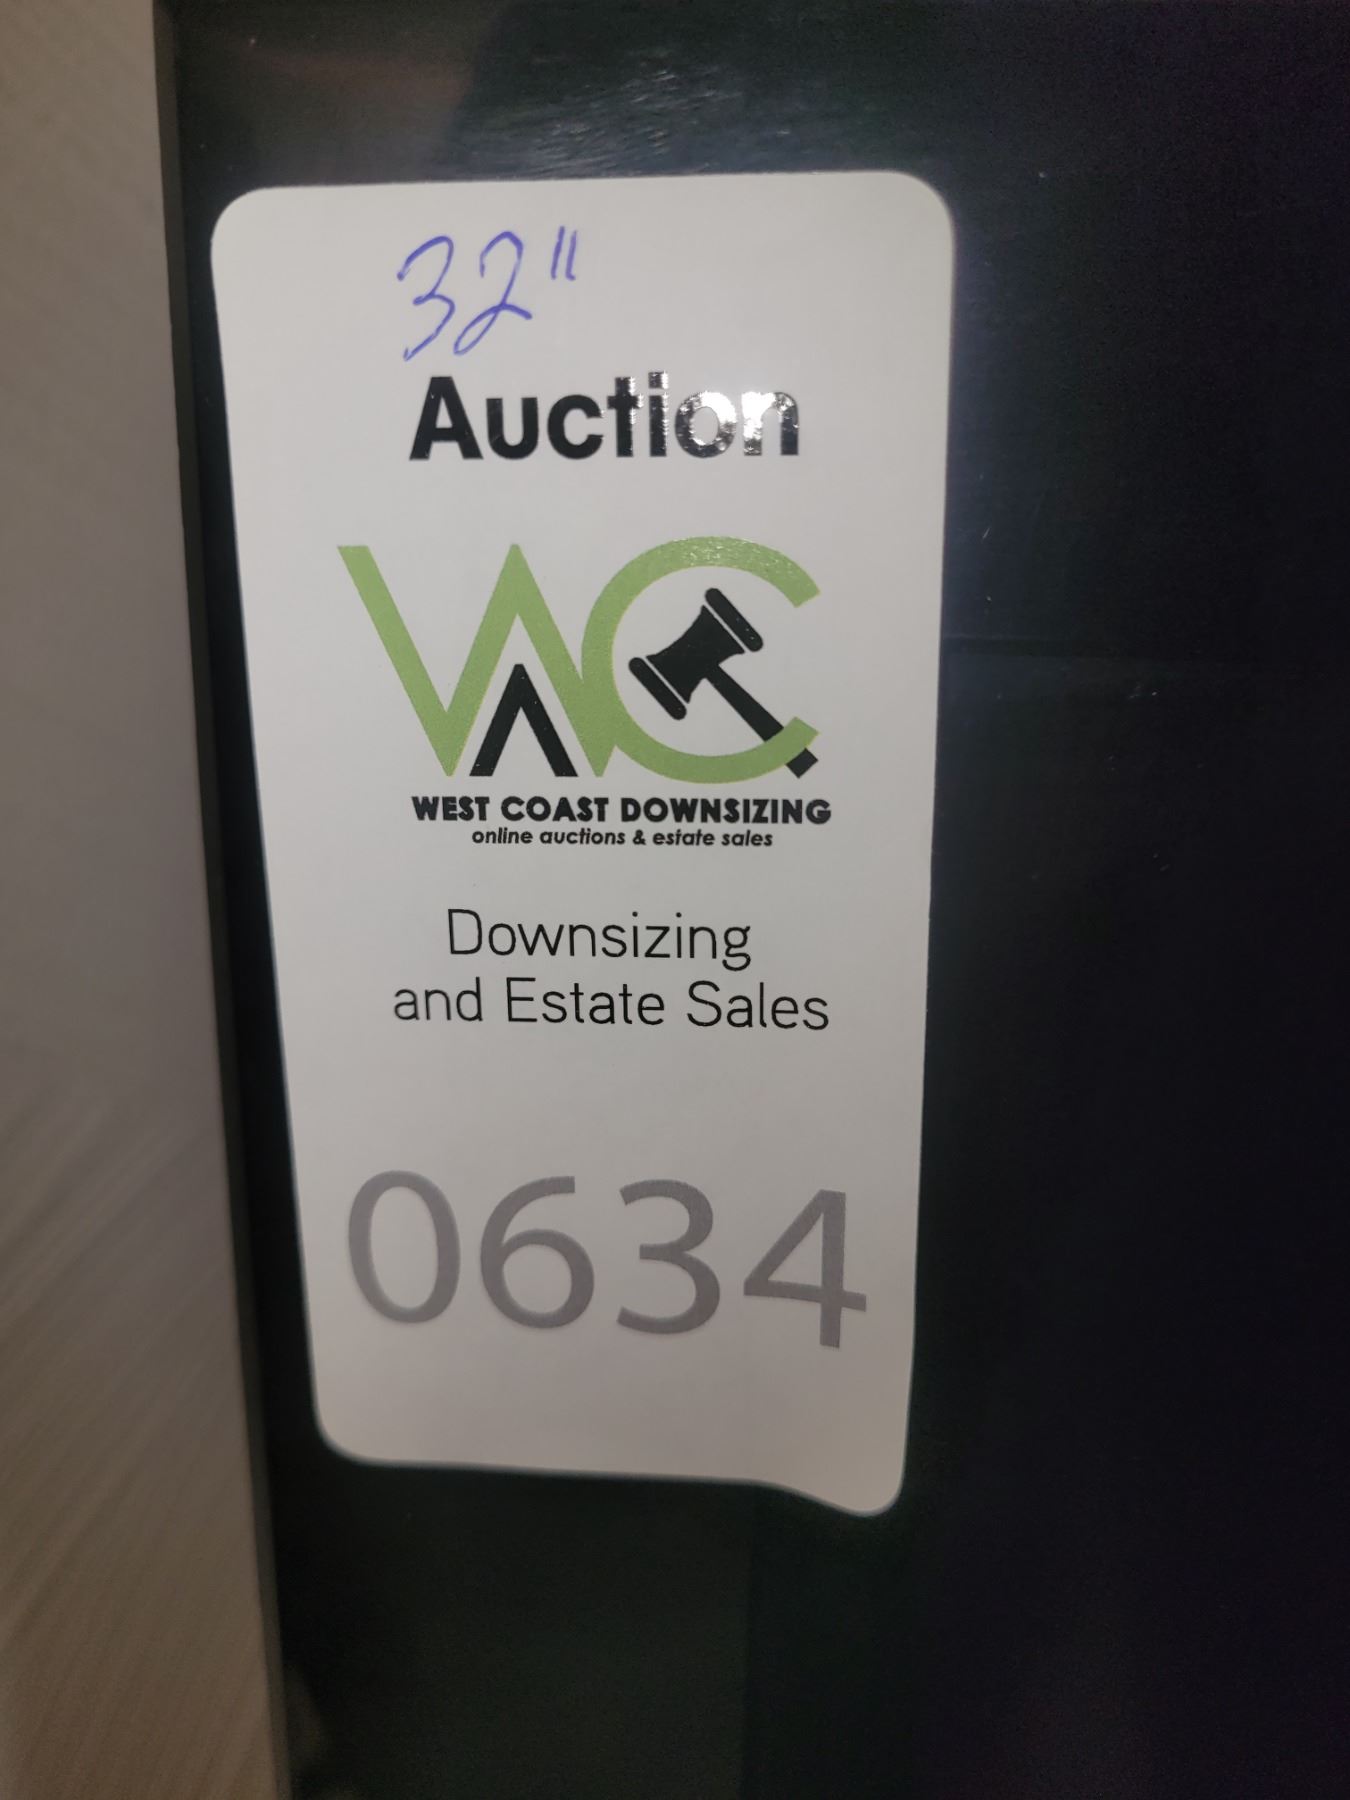 32"
Auction
WC
WEST COAST DOWNSIZING
online auctions & estate sales
Downsizing
and Estate Sales
0634